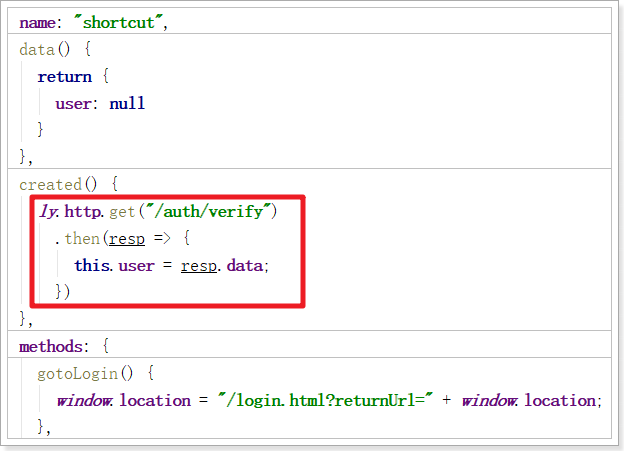 name: "shortcut",
data() {
  return {
    user: null
  }
},
created() {
  ly.http.get("/auth/verify")
    .then(resp => {
      this.user = resp.data;
    })
},
methods: {
  gotoLogin() {
    window.location = "/login.html?returnUrl=" + window.location;
  },